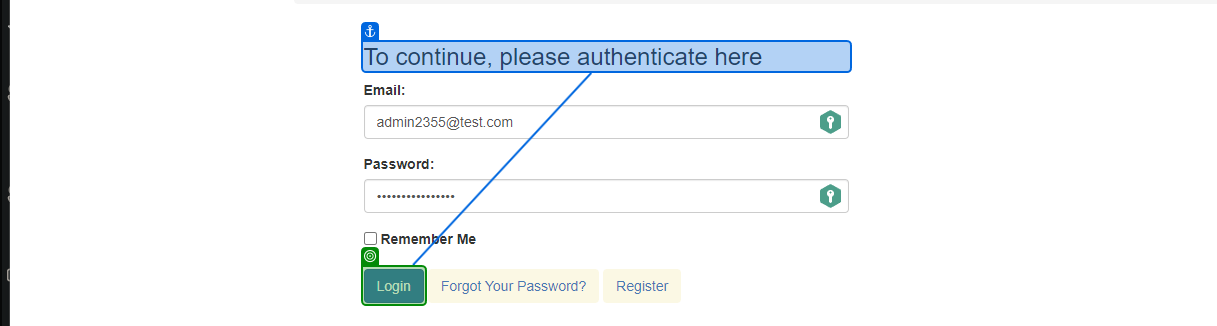 To continue, please authenticate here
Email:
admin2355@test.com
Password:
••••••••••••••••
Remember Me
Login Forgot Your Password? Register